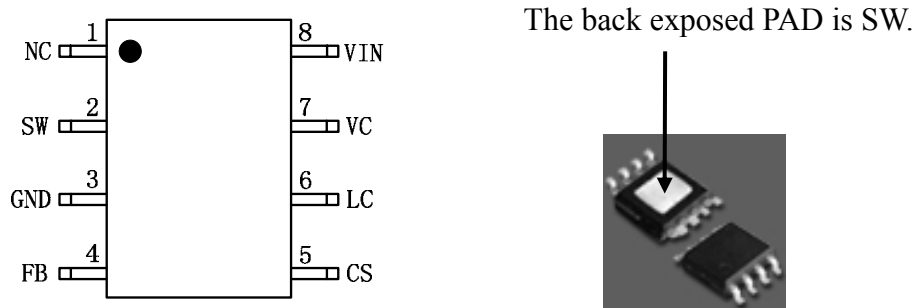 The back exposed PAD is SW.
NC 1 8 VIN
SW 2 7 VC
GND 3 6 LC
FB 4 5 CS